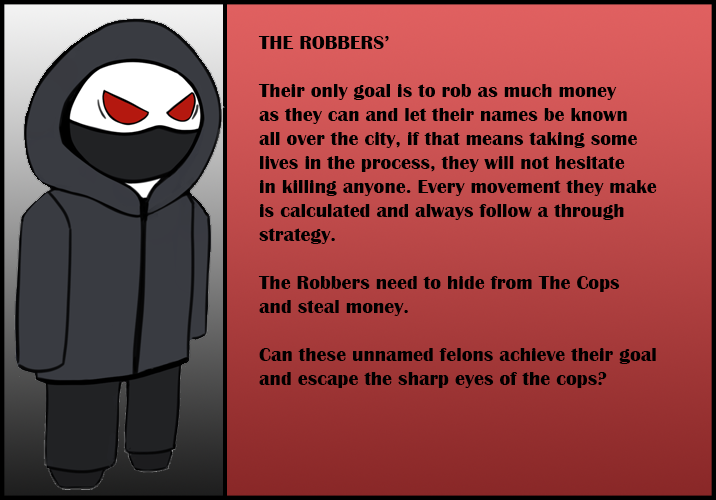 THE ROBBERS’
Their only goal is to rob as much money
as they can and let their names be known
all over the city, if that means taking some
lives in the process, they will not hesitate
in killing anyone. Every movement they make
is calculated and always follow a through
strategy.
The Robbers need to hide from The Cops
and steal money.
Can these unnamed felons achieve their goal
and escape the sharp eyes of the cops?